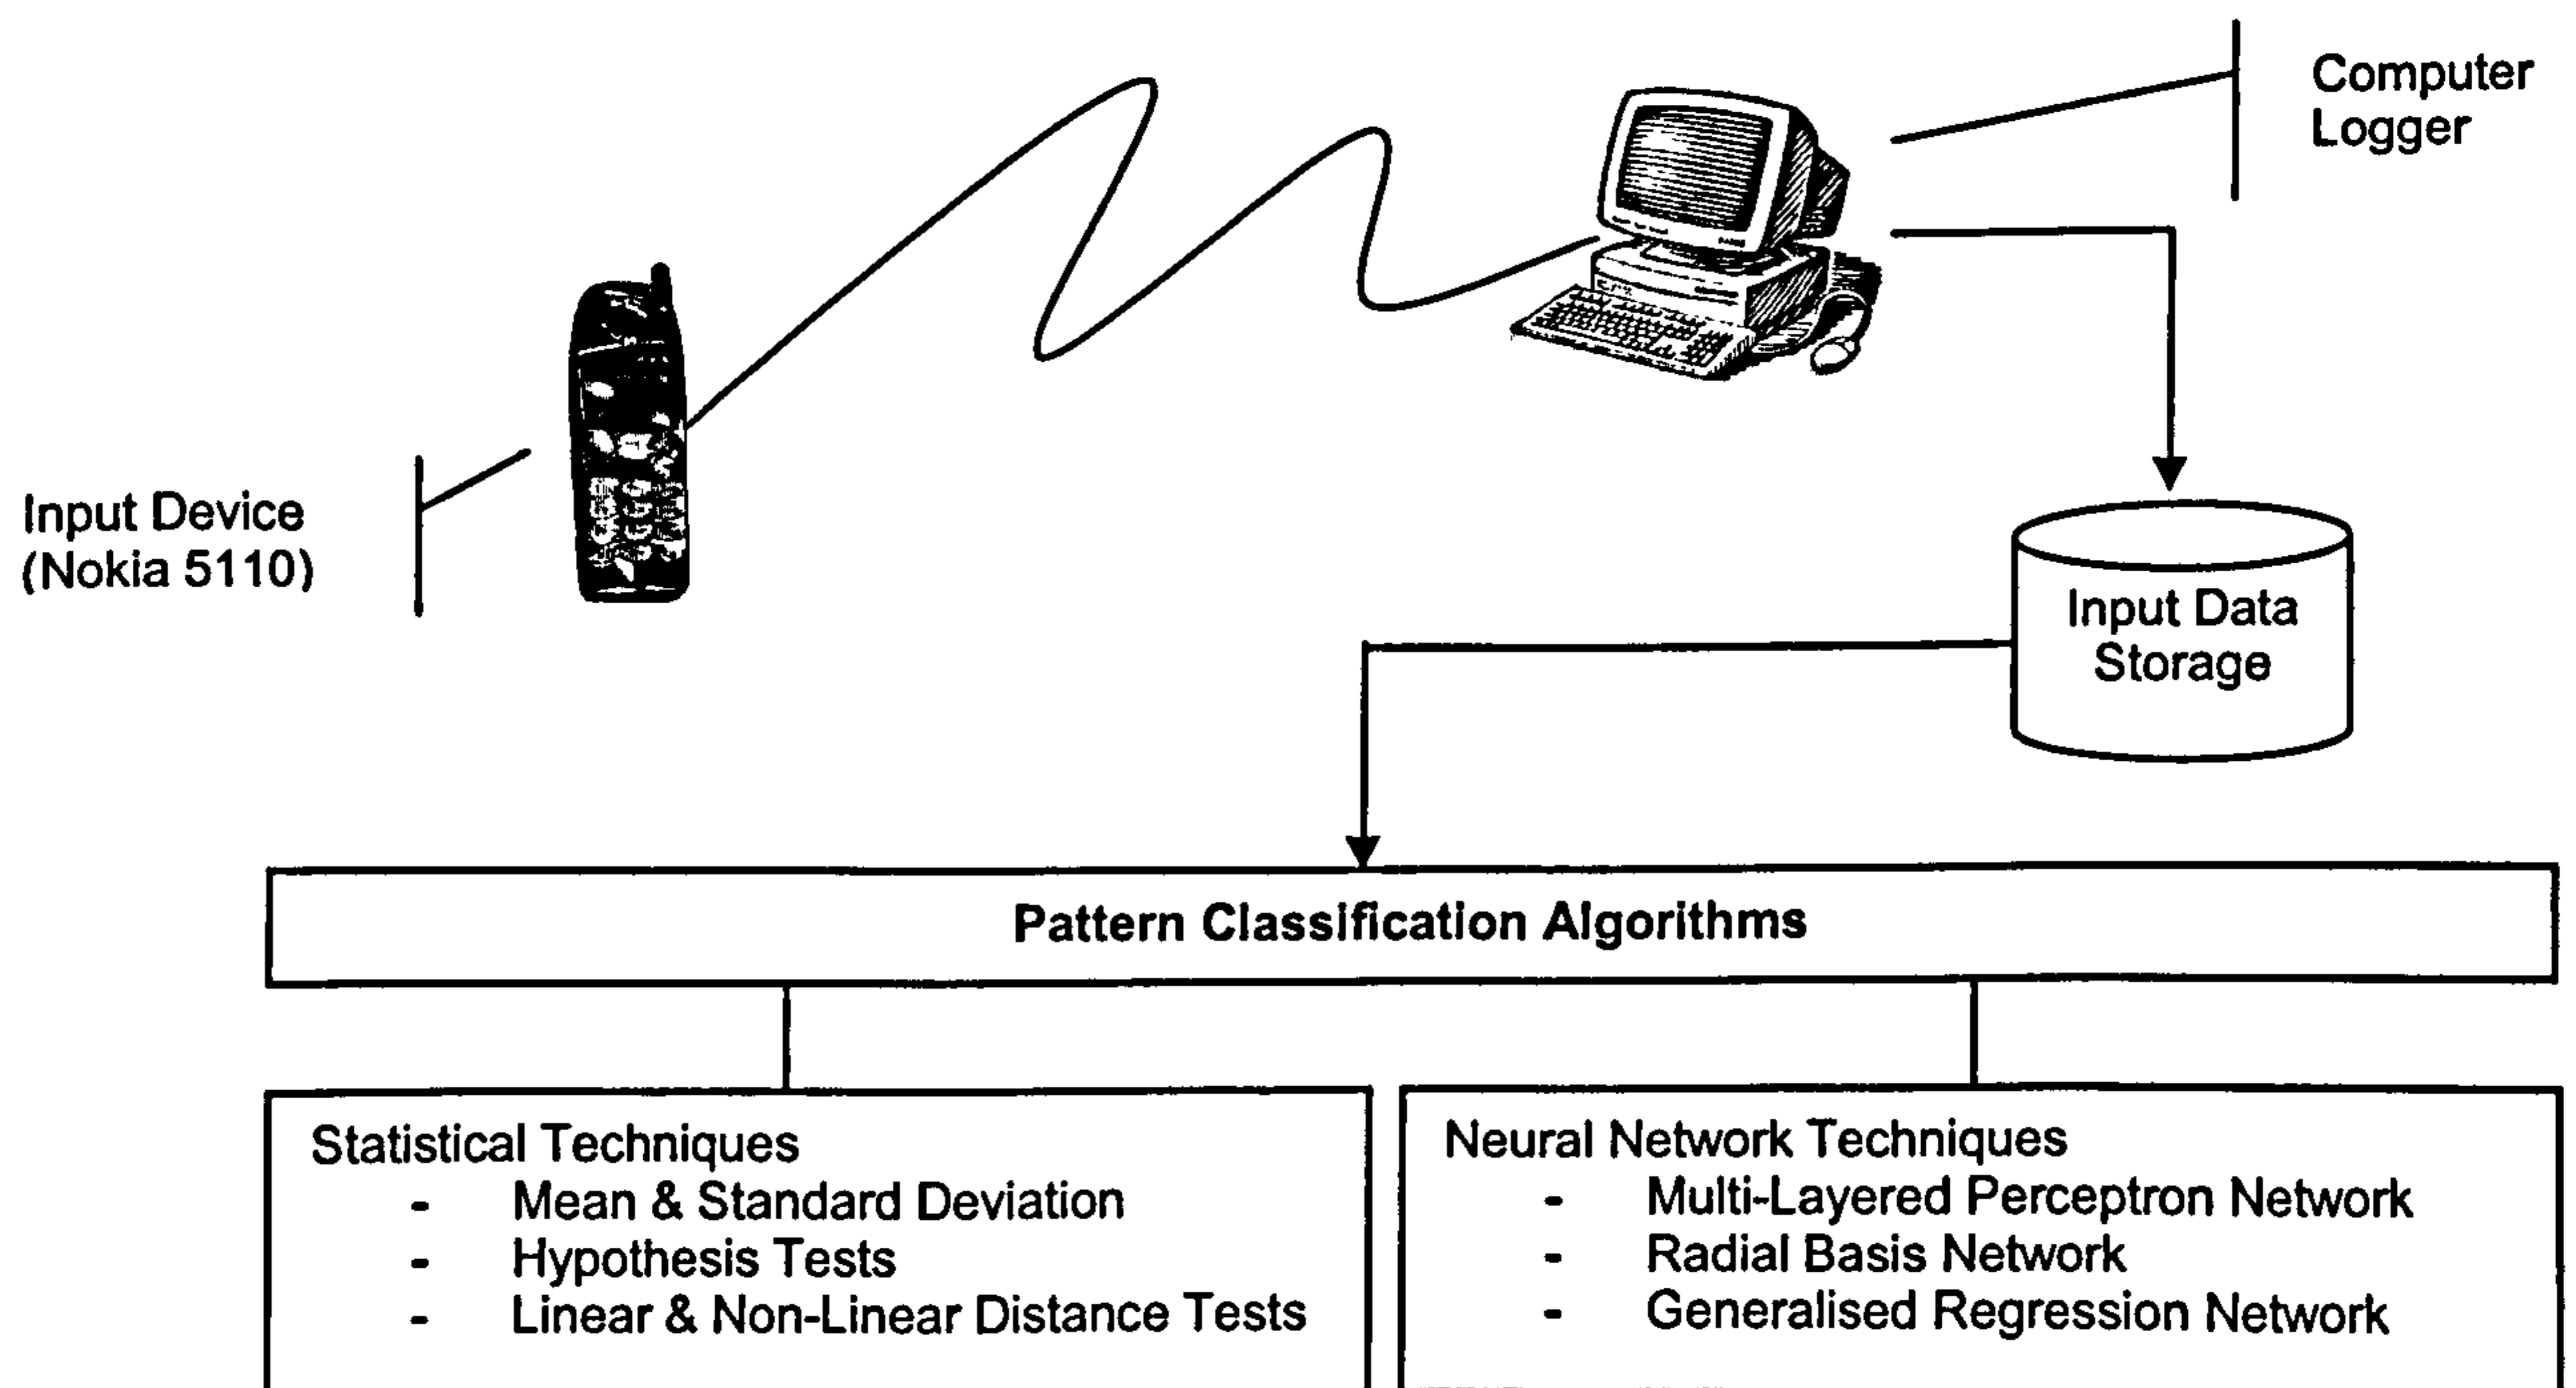 Computer
Logger
Input Device
(Nokia 5110)
Input Data
Storage
Pattern Classification Algorithms
Statistical Techniques
- Mean & Standard Deviation
- Hypothesis Tests
- Linear & Non-Linear Distance Tests
Neural Network Techniques
- Multi-Layered Perceptron Network
- Radial Basis Network
- Generalised Regression Network